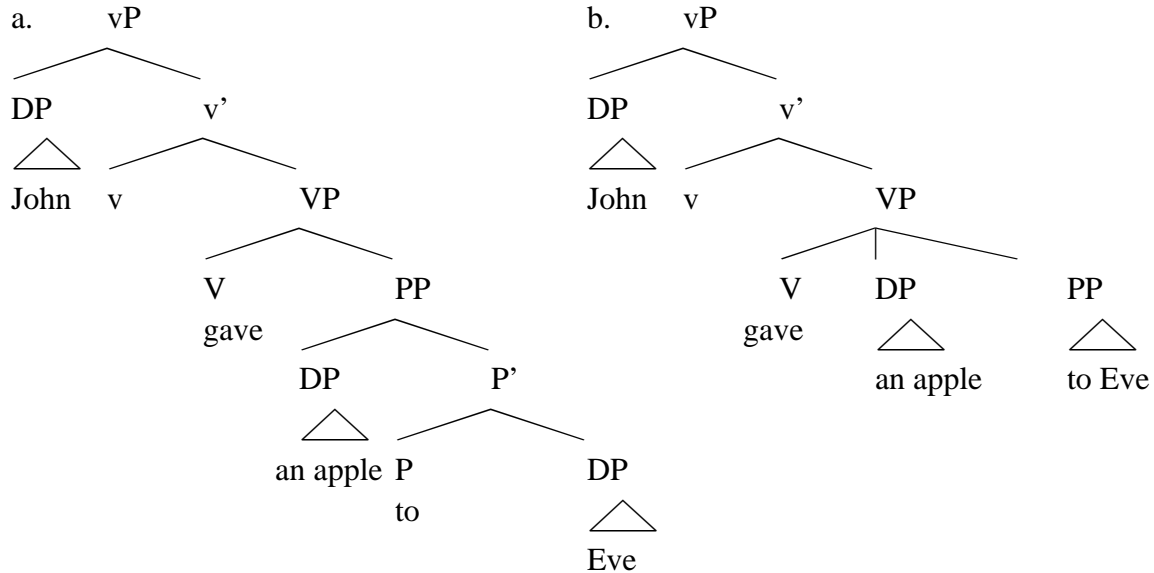 a. vP b. vP
DP v’ DP v’
John v VP John v VP
V PP V DP PP
gave gave
DP P’ an apple to Eve
an apple P DP
to
Eve